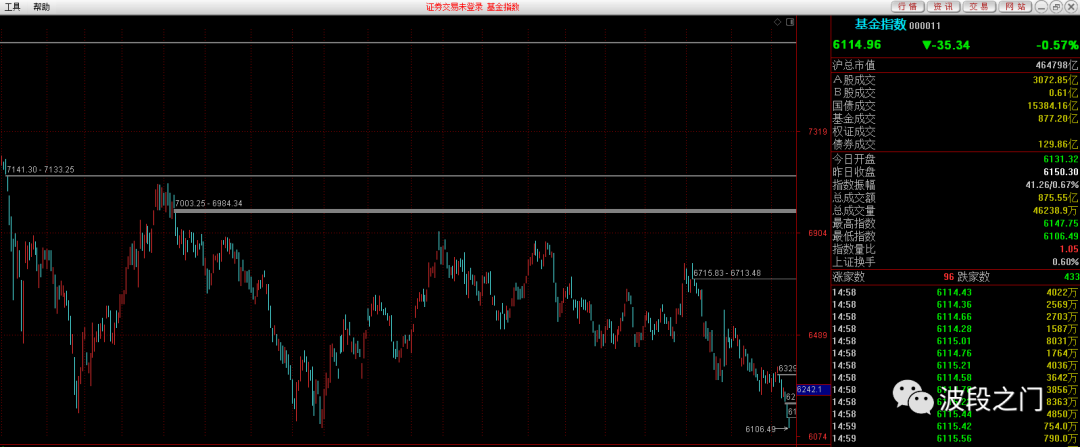 工具 帮助 证券交易未登录 基金指数 行情 资讯 交易 网站
基金指数 000011
6114.96 ▼-35.34 -0.57%
沪总市值 464798亿
A股成交 3072.85亿
B股成交 0.61亿
国债成交 15384.16亿
基金成交 877.20亿
权证成交
债券成交 129.86亿
今日开盘 6131.32
昨日收盘 6150.30
指数振幅 41.26/0.67%
总成交额 875.55亿
总成交量 46238.9万
最高指数 6147.75
最低指数 6106.49
指数量比 1.05
上证换手 0.60%
涨家数 96 跌家数 433
14:58 6114.43 4022万
14:58 6114.36 2569万
14:58 6114.66 2703万
14:58 6114.28 1587万
14:58 6115.01 8031万
14:58 6114.76 1764万
14:58 6115.21 4036万
14:58 6114.58 3642万
14:58 3856万
14:58 8363万
14:58 6115.44 4850万
14:59 6115.42 754.0万
14:59 6115.56 790.0万
7319
7141.30 - 7133.25
7003.25 - 6984.34
6904
6715.83 - 6713.48
6499
6329
6242.1
62
61
6106.49
6074
波段之门